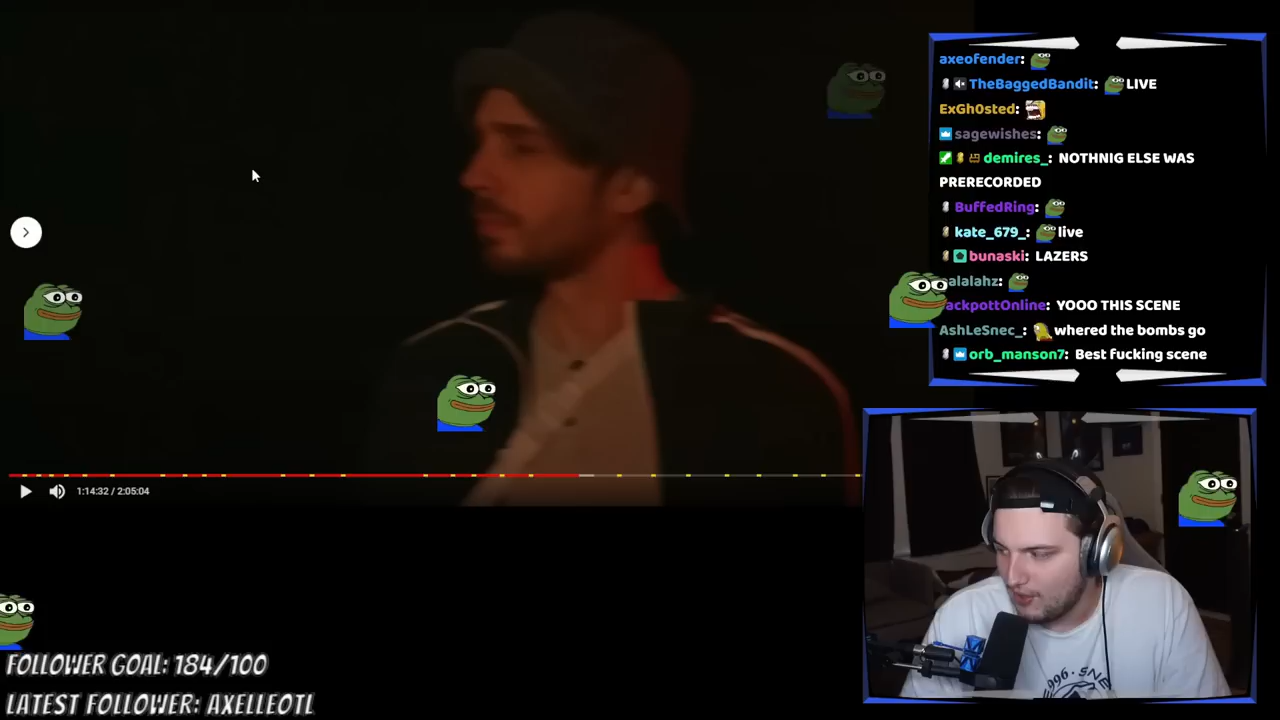 axeofender:
TheBaggedBandit: LIVE
ExGh0sted:
sagewishes:
demires_: NOTHNIG ELSE WAS
PRERECORDED
BuffedRing:
kate_679_: live
bunaski: LAZERS
alalahz:
ackpottOnline: YOOO THIS SCENE
AshLeSnec_: whered the bombs go
orb_manson7: Best fucking scene
1:14:32 / 2:05:04
FOLLOWER GOAL: 184/100
LATEST FOLLOWER: AXELLEOTL